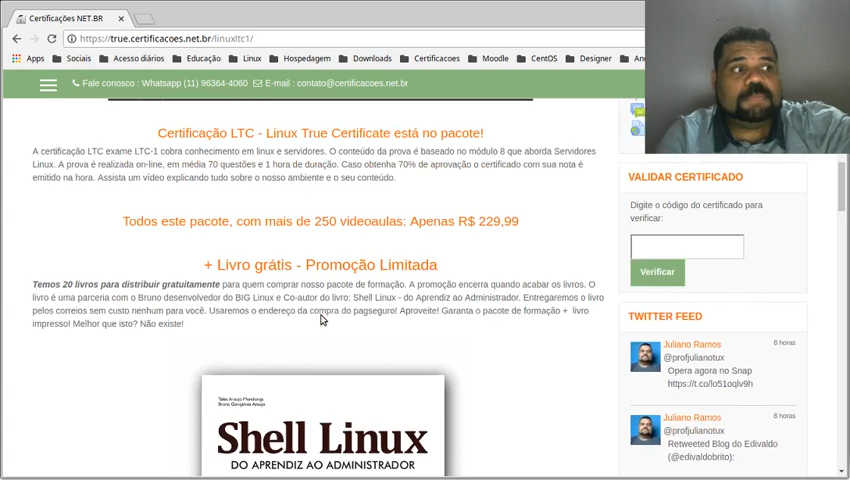 Certificações NET.BR
https://true.certificacoes.net.br/linuxltc1/
Apps Sociais Acesso diários Educação Linux Hospedagem Downloads Certificacoes Moodle CentOS Designer
Fale conosco : Whatsapp (11) 96364-4060 E-mail : contato@certificacoes.net.br
Certificação LTC - Linux True Certificate está no pacote!
A certificação LTC exame LTC-1 cobra conhecimento em linux e servidores. O conteúdo da prova é baseado no módulo 8 que aborda Servidores
Linux. A prova é realizada on-line, em média 70 questões e 1 hora de duração. Caso obtenha 70% de aprovação o certificado com sua nota é
emitido na hora. Assista um vídeo explicando tudo sobre o nosso ambiente e o seu conteudo.
Todos este pacote, com mais de 250 videoaulas: Apenas R$ 229,99
+ Livro grátis - Promoção Limitada
Temos 20 livros para distribuir gratuitamente para quem comprar nosso pacote de formação. A promoção encerra quando acabar os livros. O
livro é uma parceria com o Bruno desenvolvedor do BIG Linux e Co-autor do livro: Shell Linux - do Aprendiz ao Administrador. Entregaremos o livro
pelos correios sem custo nenhum para você. Usaremos o endereço da compra do pagseguro! Aproveite! Garanta o pacote de formação + livro
impresso! Melhor que isto? Não existe!
Tales Araujo Mendonça
Bruno Gonçalves Araujo
Shell Linux
DO APRENDIZ AO ADMINISTRADOR
VALIDAR CERTIFICADO
Digite o código do certificado para
verificar:
Verificar
TWITTER FEED
Juliano Ramos 8 horas
@profjulianotux
Opera agora no Snap
https://t.co/lo51oqlv9h
Juliano Ramos 8 horas
@profjulianotux
Retweeted Blog do Edivaldo
(@edivaldobrito):